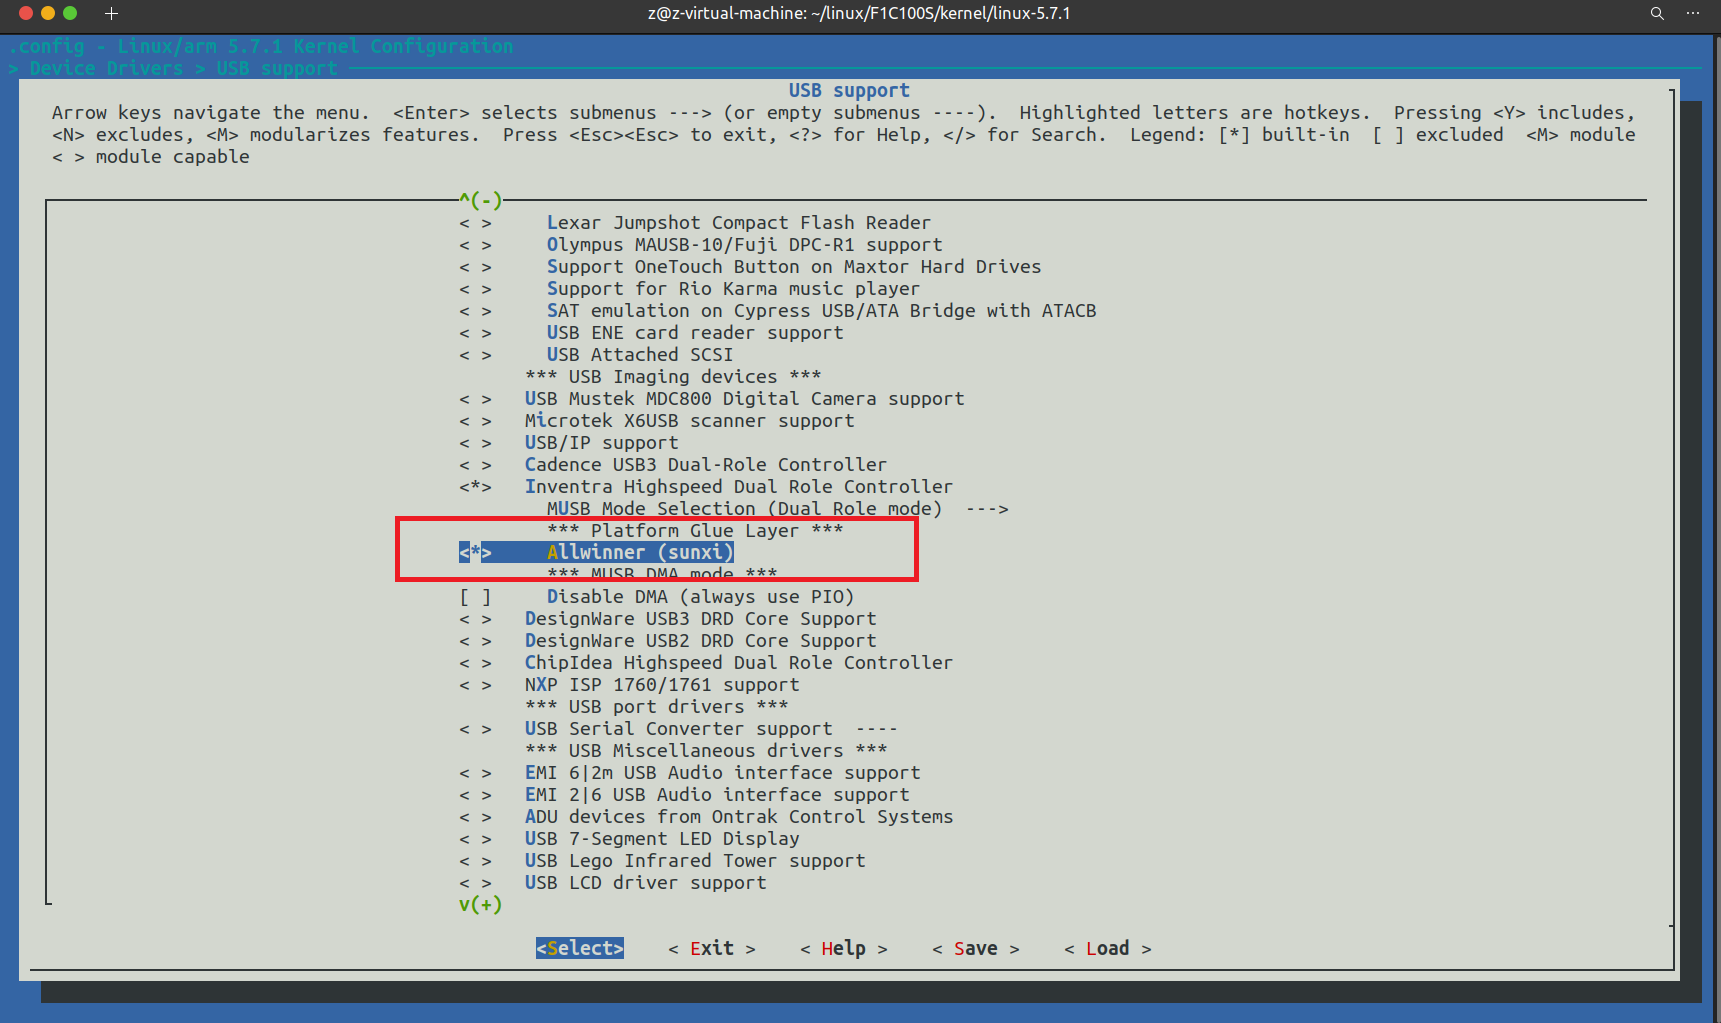 z@z-virtual-machine: ~/linux/F1C100S/kernel/linux-5.7.1
.config - Linux/arm 5.7.1 Kernel Configuration
> Device Drivers > USB support
USB support
Arrow keys navigate the menu.  <Enter> selects submenus ---> (or empty submenus ----).  Highlighted letters are hotkeys.  Pressing <Y> includes,
<N> excludes, <M> modularizes features.  Press <Esc><Esc> to exit, <?> for Help, </> for Search.  Legend: [*] built-in  [ ] excluded  <M> module
< > module capable
^(-)
< >     Lexar Jumpshot Compact Flash Reader
< >     Olympus MAUSB-10/Fuji DPC-R1 support
< >     Support OneTouch Button on Maxtor Hard Drives
< >     Support for Rio Karma music player
< >     SAT emulation on Cypress USB/ATA Bridge with ATACB
< >     USB ENE card reader support
< >     USB Attached SCSI
*** USB Imaging devices ***
< >   USB Mustek MDC800 Digital Camera support
< >   Microtek X6USB scanner support
< >   USB/IP support
< >   Cadence USB3 Dual-Role Controller
<*>   Inventra Highspeed Dual Role Controller
MUSB Mode Selection (Dual Role mode)  --->
*** Platform Glue Layer ***
<*>     Allwinner (sunxi)
*** MUSB DMA mode ***
[ ]     Disable DMA (always use PIO)
< >   DesignWare USB3 DRD Core Support
< >   DesignWare USB2 DRD Core Support
< >   ChipIdea Highspeed Dual Role Controller
< >   NXP ISP 1760/1761 support
*** USB port drivers ***
< >   USB Serial Converter support  ----
*** USB Miscellaneous drivers ***
< >   EMI 6|2m USB Audio interface support
< >   EMI 2|6 USB Audio interface support
< >   ADU devices from Ontrak Control Systems
< >   USB 7-Segment LED Display
< >   USB Lego Infrared Tower support
< >   USB LCD driver support
v(+)
<Select>    < Exit >    < Help >    < Save >    < Load >